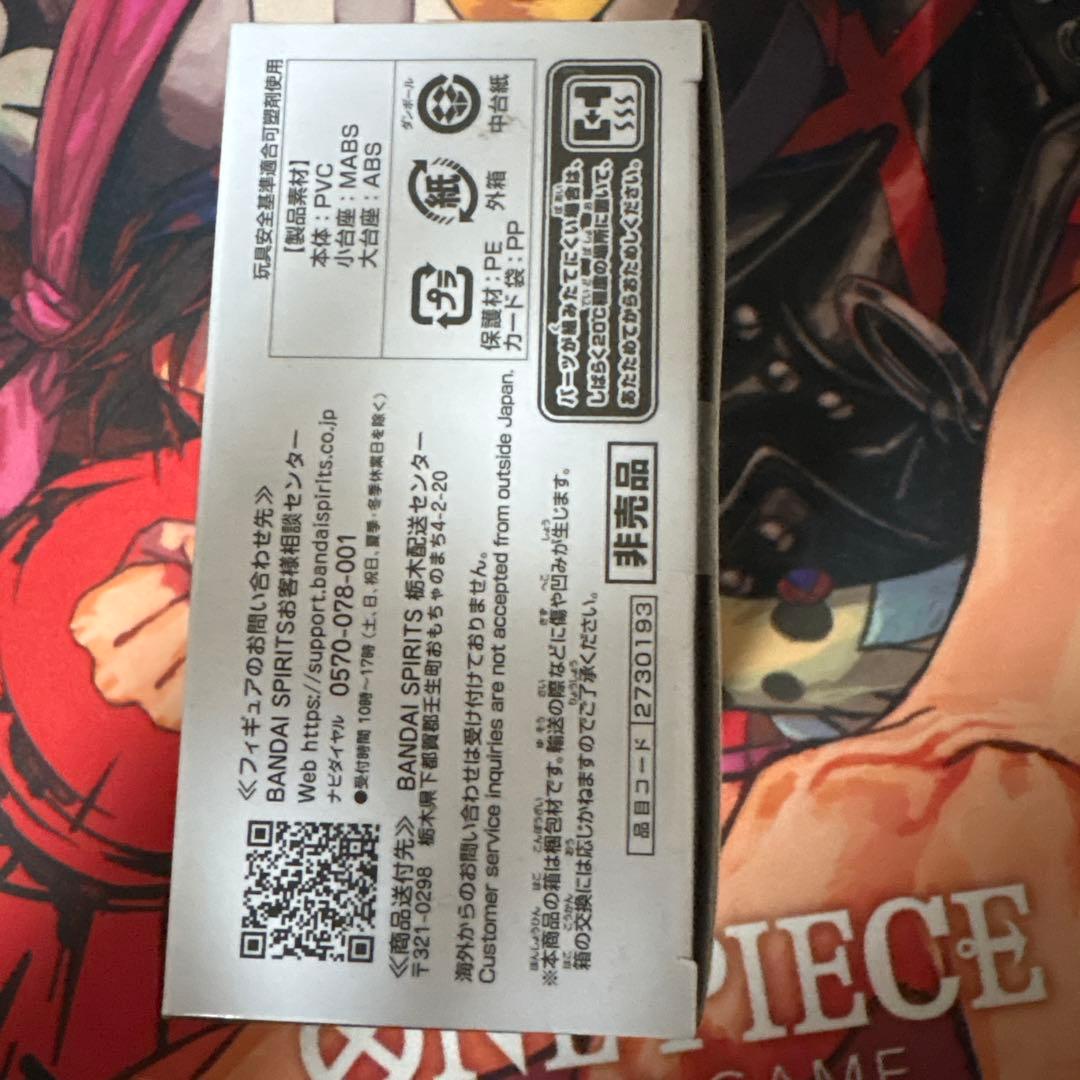 玩具安全基準適合可塑剤使用
【製品素材】
本体:PVC
小台座:MABS
大台座:ABS
プラ
保護材:PE
カード袋:PP
紙
外箱
ダンボール
中台紙
パーツが組みたてにくい場合は、
しばらく20℃程度の場所に置いて、
あたためてからおためしください。
≪フィギュアのお問い合わせ先≫
BANDAI SPIRITSお客様相談センター
Web https://support.bandaispirits.co.jp
ナビダイヤル 0570-078-001
●受付時間 10時~17時(土、日、祝日、夏季・冬季休業日を除く)
≪商品送付先≫ BANDAI SPIRITS 栃木配送センター
〒321-0298 栃木県下都賀郡壬生町おもちゃのまち4-2-20
海外からのお問い合わせは受け付けておりません。
Customer service inquiries are not accepted from outside Japan.
※本商品の箱は梱包材です。輸送の際などに傷や凹みが生じます。
箱の交換には応じかねますのでご了承ください。
品目コード 2730193
非売品
ONE PIECE
GAME